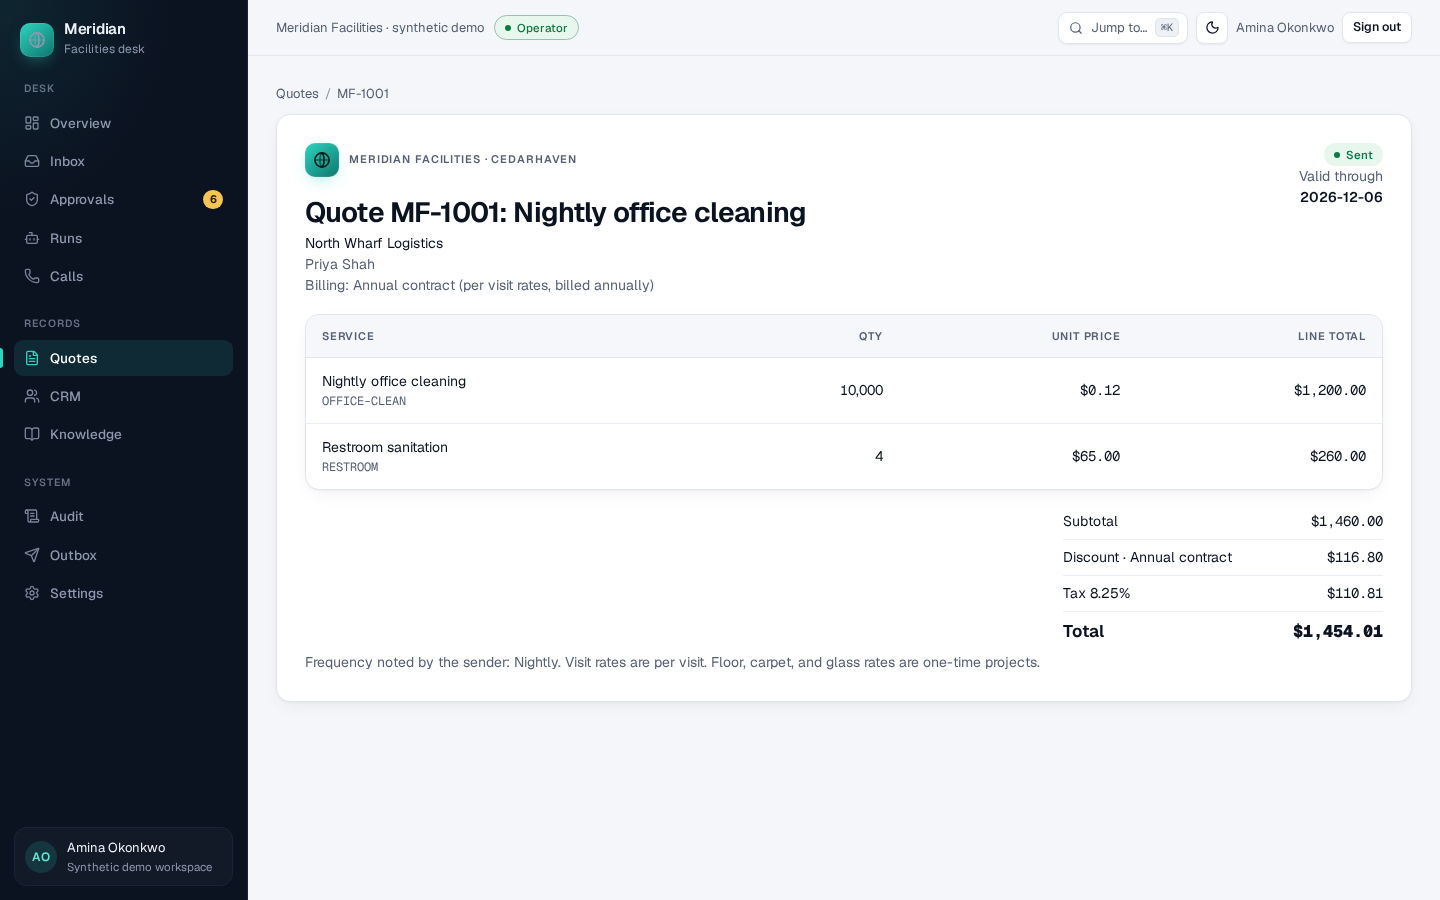 Meridian
Facilities desk
DESK
Overview
Inbox
Approvals 6
Runs
Calls
RECORDS
Quotes
CRM
Knowledge
SYSTEM
Audit
Outbox
Settings
AO
Amina Okonkwo
Synthetic demo workspace
Meridian Facilities · synthetic demo Operator Jump to... ⌘K Amina Okonkwo Sign out
Quotes / MF-1001
MERIDIAN FACILITIES · CEDARHAVEN
Sent
Valid through
2026-12-06
Quote MF-1001: Nightly office cleaning
North Wharf Logistics
Priya Shah
Billing: Annual contract (per visit rates, billed annually)
SERVICE QTY UNIT PRICE LINE TOTAL
Nightly office cleaning 10,000 $0.12 $1,200.00
OFFICE-CLEAN
Restroom sanitation 4 $65.00 $260.00
RESTROOM
Subtotal $1,460.00
Discount · Annual contract $116.80
Tax 8.25% $110.81
Total $1,454.01
Frequency noted by the sender: Nightly. Visit rates are per visit. Floor, carpet, and glass rates are one-time projects.